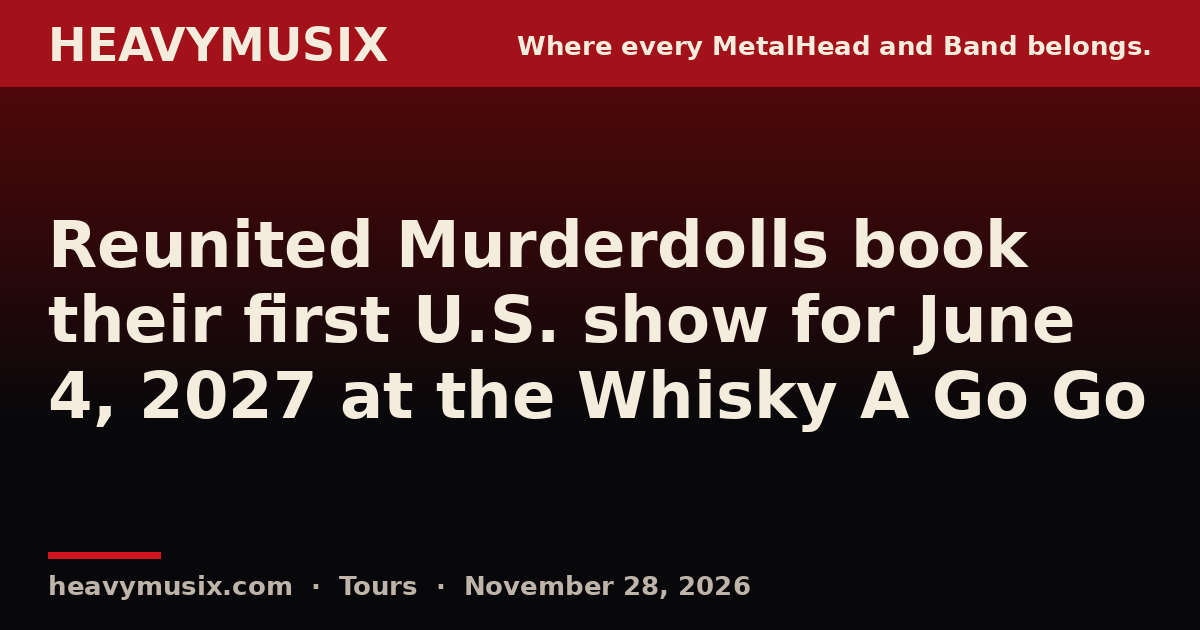 HEAVYMUSIX
Where every MetalHead and Band belongs.
Reunited Murderdolls book
their first U.S. show for June
4, 2027 at the Whisky A Go Go
heavymusix.com · Tours · November 28, 2026